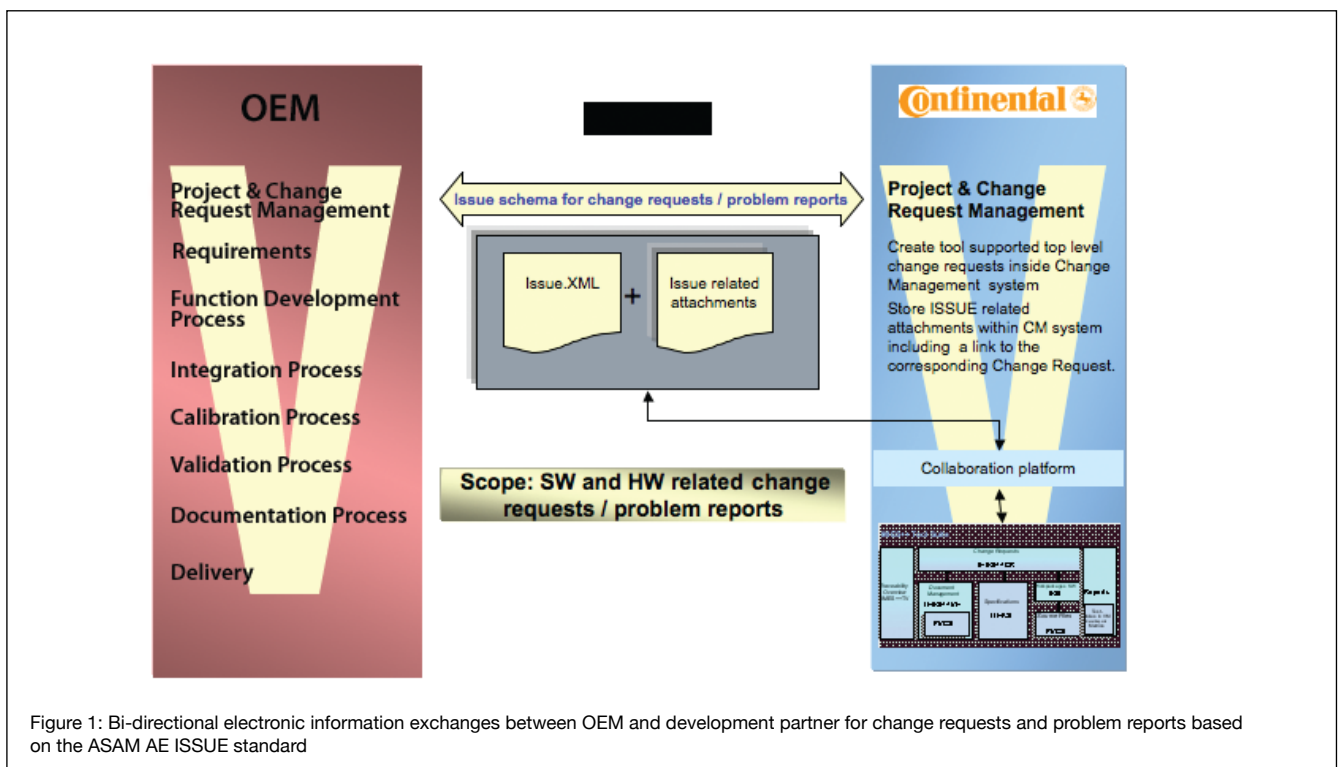 OEM
Project & Change
Request Management
Requirements
Function Development
Process
Integration Process
Calibration Process
Validation Process
Documentation Process
Delivery
Issue schema for change requests / problem reports
Issue.XML
+
Issue related
attachments
Scope: SW and HW related change
requests / problem reports
Continental
Project & Change
Request Management
Create tool supported top level
change requests inside Change
Management system
Store ISSUE related
attachments within CM system
including a link to the
corresponding Change Request.
Collaboration platform
Change Requests
Document
Management
Specifications
Reports
Figure 1: Bi-directional electronic information exchanges between OEM and development partner for change requests and problem reports based
on the ASAM AE ISSUE standard